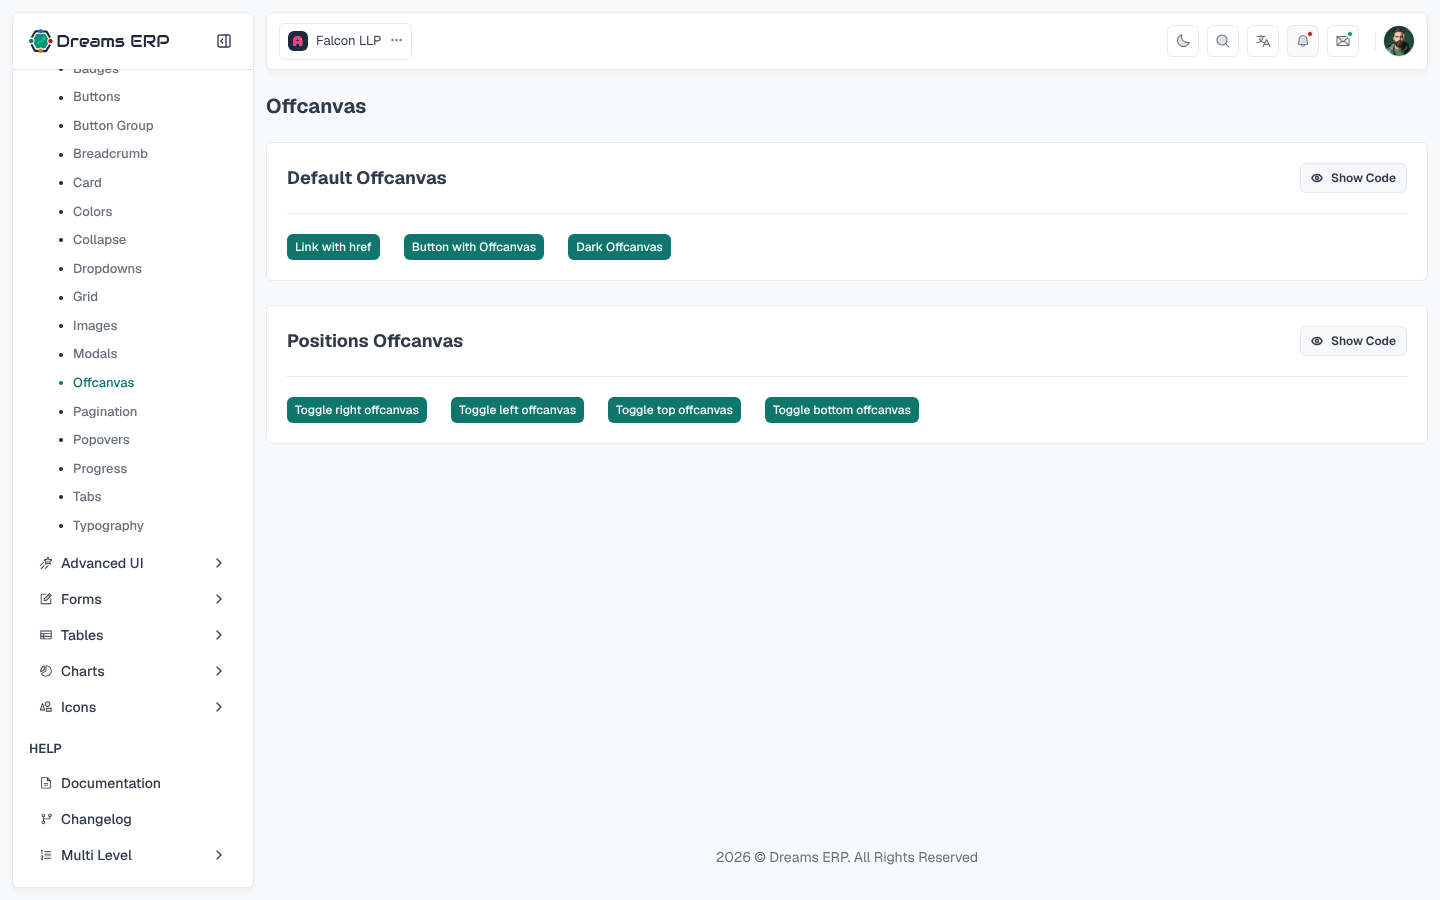 Dreams ERP
Badges
Buttons
Button Group
Breadcrumb
Card
Colors
Collapse
Dropdowns
Grid
Images
Modals
Offcanvas
Pagination
Popovers
Progress
Tabs
Typography
Advanced UI
Forms
Tables
Charts
Icons
HELP
Documentation
Changelog
Multi Level
Falcon LLP
Offcanvas
Default Offcanvas
Show Code
Link with href
Button with Offcanvas
Dark Offcanvas
Positions Offcanvas
Show Code
Toggle right offcanvas
Toggle left offcanvas
Toggle top offcanvas
Toggle bottom offcanvas
2026 © Dreams ERP. All Rights Reserved